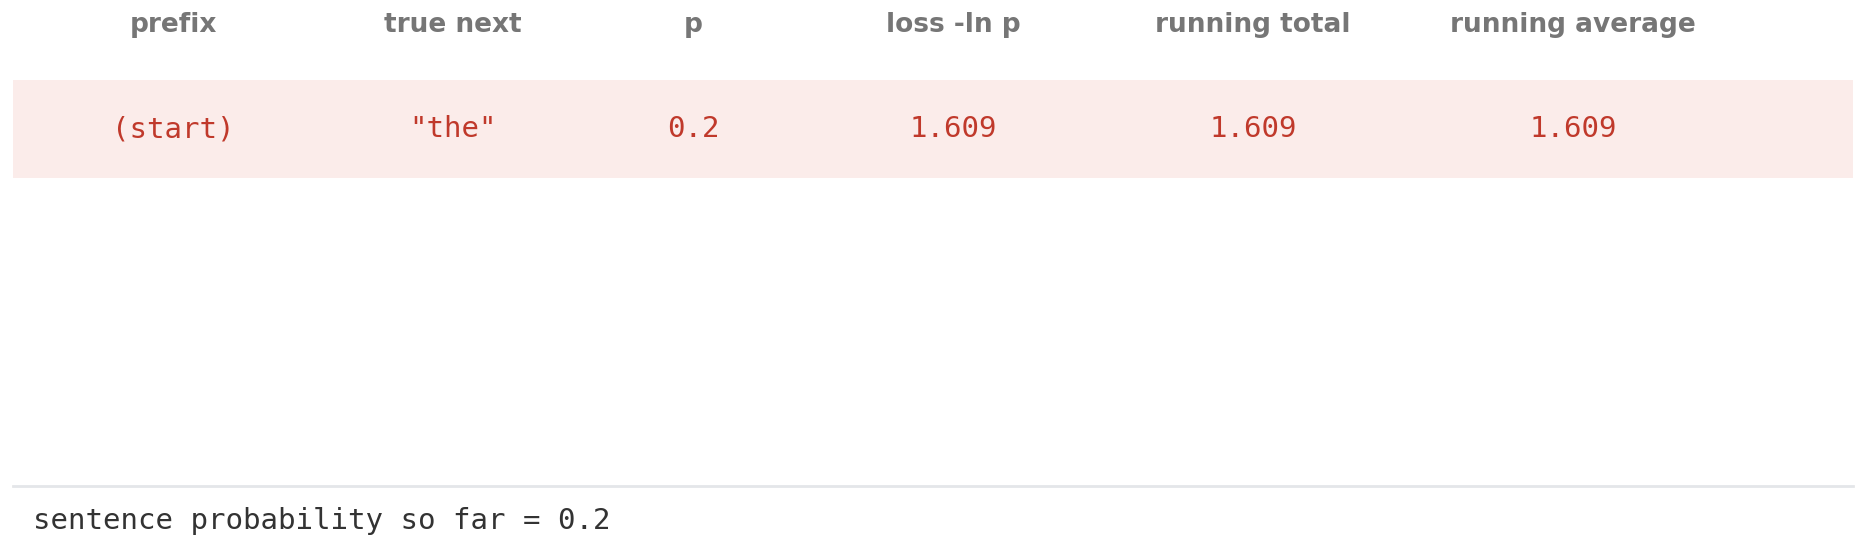 prefix true next p loss -ln p running total running average
(start) "the" 0.2 1.609 1.609 1.609
sentence probability so far = 0.2